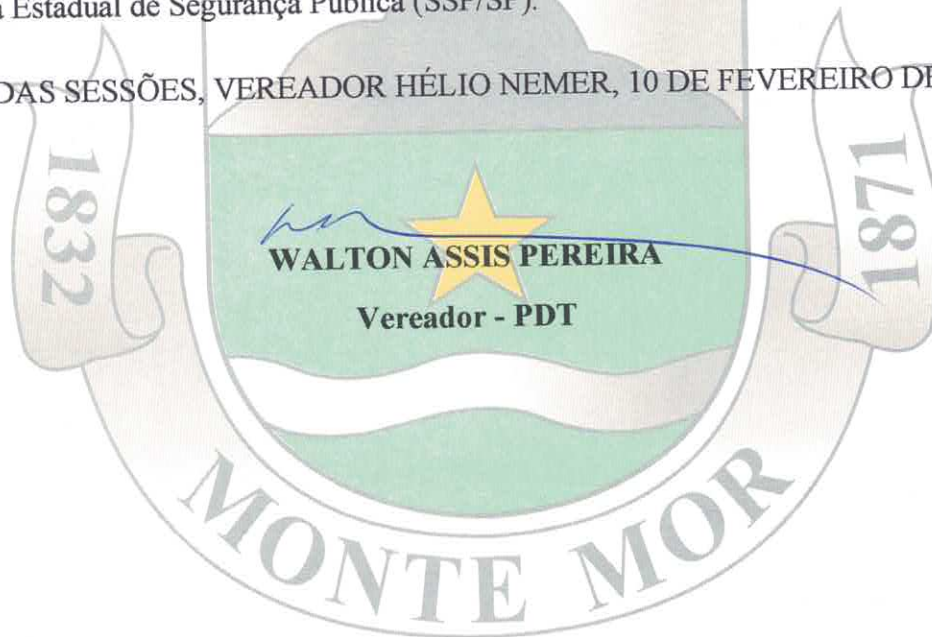 Estadual de Segurança Pública (SSP/SP).
DAS SESSÕES, VEREADOR HÉLIO NEMER, 10 DE FEVEREIRO DE
1832
1871
WALTON ASSIS PEREIRA
Vereador - PDT
MONTE MOR